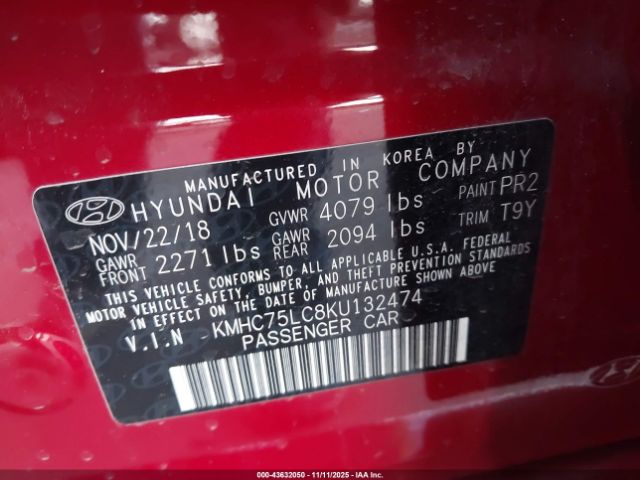 MANUFACTURED IN KOREA BY
HYUNDAI MOTOR COMPANY
NOV/22/18 GVWR 4079 lbs PAINT PR2
GAWR FRONT 2271 lbs GAWR REAR 2094 lbs TRIM T9Y
THIS VEHICLE CONFORMS TO ALL APPLICABLE U.S.A. FEDERAL
MOTOR VEHICLE SAFETY, BUMPER, AND THEFT PREVENTION STANDARDS
IN EFFECT ON THE DATE OF MANUFACTURE SHOWN ABOVE
V.I.N KMHC75LC8KU132474
PASSENGER CAR
000-43632050 - 11/11/2025 - IAA, Inc.